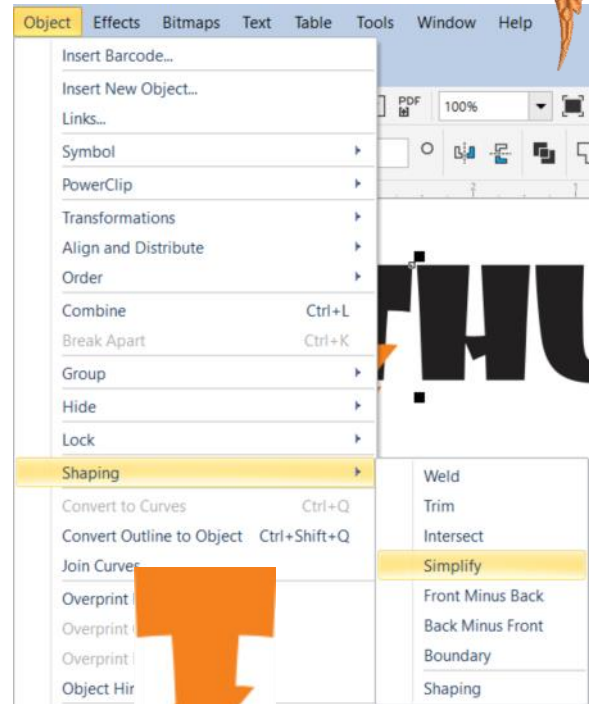 Object Effects Bitmaps Text Table Tools Window Help
Insert Barcode...
Insert New Object...
Links...
PDF
100%
Symbol
PowerClip
2
1
Transformations
Align and Distribute
Order
Combine Ctrl+L
Break Apart Ctrl+K
THU
Group
Hide
Lock
Shaping
Convert to Curves Ctrl+Q
Convert Outline to Object Ctrl+Shift+Q
Join Curves
Overprint
Overprint
Overprint
Object Hin
Weld
Trim
Intersect
Simplify
Front Minus Back
Back Minus Front
Boundary
Shaping